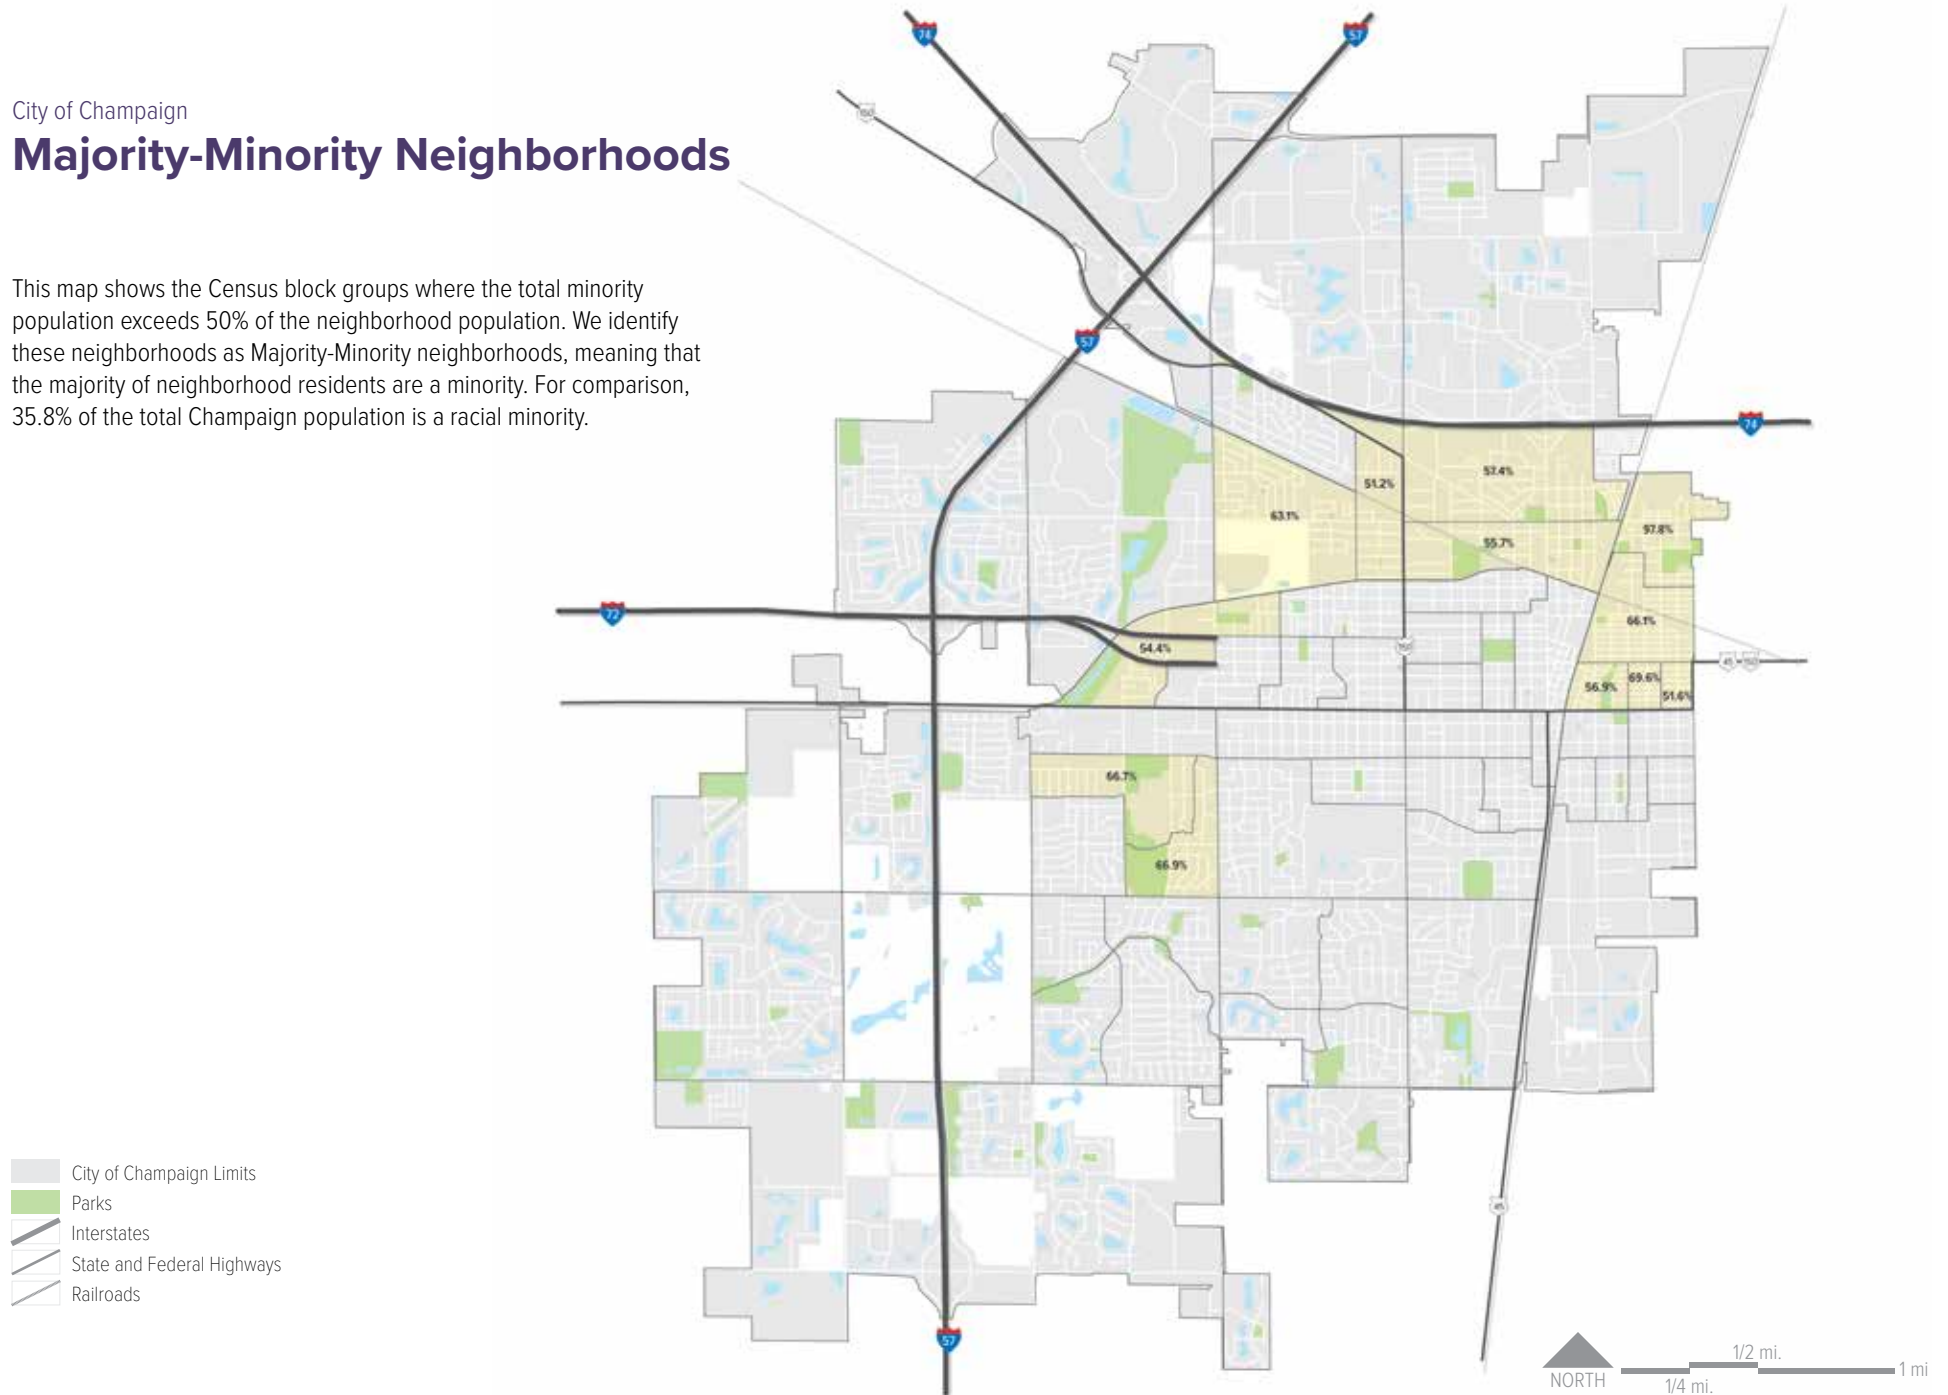 City of Champaign
Majority-Minority Neighborhoods
This map shows the Census block groups where the total minority
population exceeds 50% of the neighborhood population. We identify
these neighborhoods as Majority-Minority neighborhoods, meaning that
the majority of neighborhood residents are a minority. For comparison,
35.8% of the total Champaign population is a racial minority.
74
57
150
57
74
57.4%
51.2%
63.1%
97.8%
55.7%
72
66.1%
54.4%
150
45
150
69.6%
56.9%
51.6%
66.7%
66.9%
45
57
City of Champaign Limits
Parks
Interstates
State and Federal Highways
Railroads
NORTH
1/2 mi.
1 mi
1/4 mi.